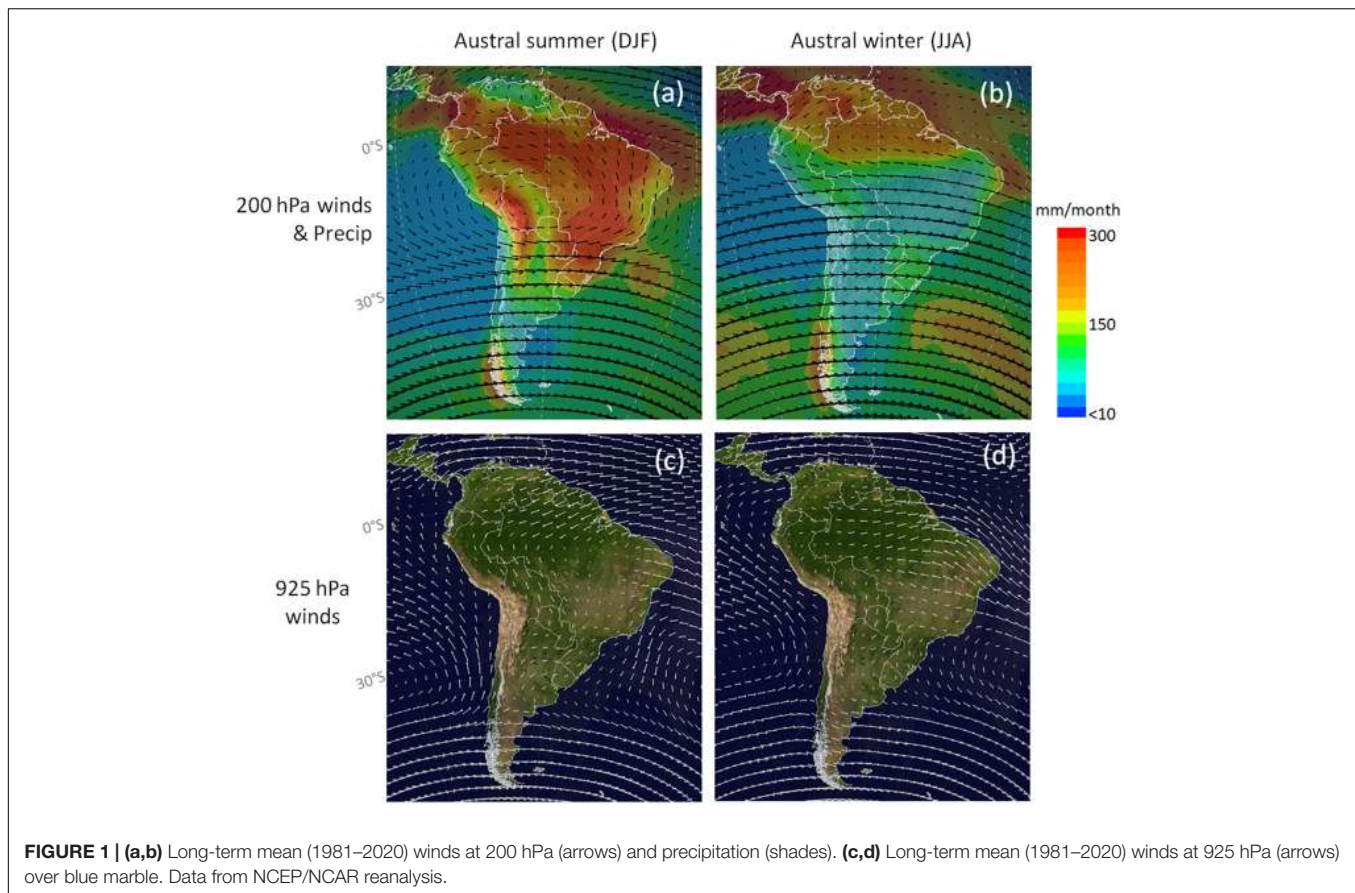 Austral summer (DJF)
Austral winter (JJA)
(a)
(b)
0°S
30°S
200 hPa winds
& Precip
mm/month
300
150
<10
(c)
(d)
0°S
30°S
925 hPa
winds
FIGURE 1 | (a,b) Long-term mean (1981–2020) winds at 200 hPa (arrows) and precipitation (shades). (c,d) Long-term mean (1981–2020) winds at 925 hPa (arrows)
over blue marble. Data from NCEP/NCAR reanalysis.